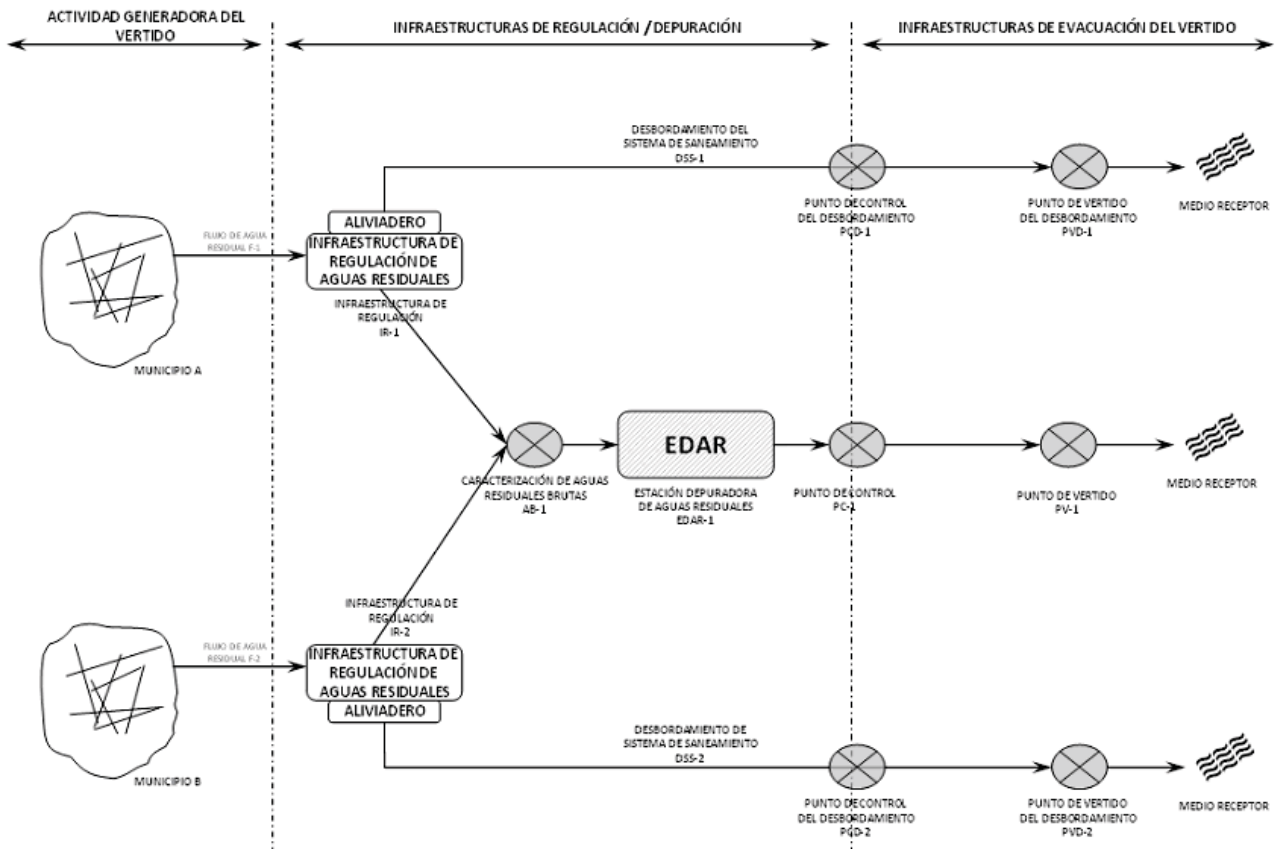 ACTIVIDAD GENERADORA DEL
VERTIDO
INFRAESTRUCTURAS DE REGULACIÓN / DEPURACIÓN
INFRAESTRUCTURAS DE EVACUACIÓN DEL VERTIDO
DESBORDAMIENTO DEL
SISTEMA DE SANEAMIENTO
DSS-1
PUNTO DE CONTROL
DEL DESBORDAMIENTO
PCD-1
PUNTO DE VERTIDO
DEL DESBORDAMIENTO
PVD-1
MEDIO RECEPTOR
FLUJO DE AGUA
RESIDUAL F-1
ALIVIADERO
INFRAESTRUCTURA DE
REGULACIÓN DE
AGUAS RESIDUALES
INFRAESTRUCTURA DE
REGULACIÓN
IR-1
MUNICIPIO A
EDAR
CARACTERIZACIÓN DE AGUAS
RESIDUALES BRUTAS
AB-1
ESTACIÓN DEPURADORA
DE AGUAS RESIDUALES
EDAR-1
PUNTO DE CONTROL
PC-1
PUNTO DE VERTIDO
PV-1
MEDIO RECEPTOR
INFRAESTRUCTURA DE
REGULACIÓN
IR-2
FLUJO DE AGUA
RESIDUAL F-2
INFRAESTRUCTURA DE
REGULACIÓN DE
AGUAS RESIDUALES
ALIVIADERO
MUNICIPIO B
DESBORDAMIENTO DE
SISTEMA DE SANEAMIENTO
DSS-2
PUNTO DE CONTROL
DEL DESBORDAMIENTO
PCD-2
PUNTO DE VERTIDO
DEL DESBORDAMIENTO
PVD-2
MEDIO RECEPTOR